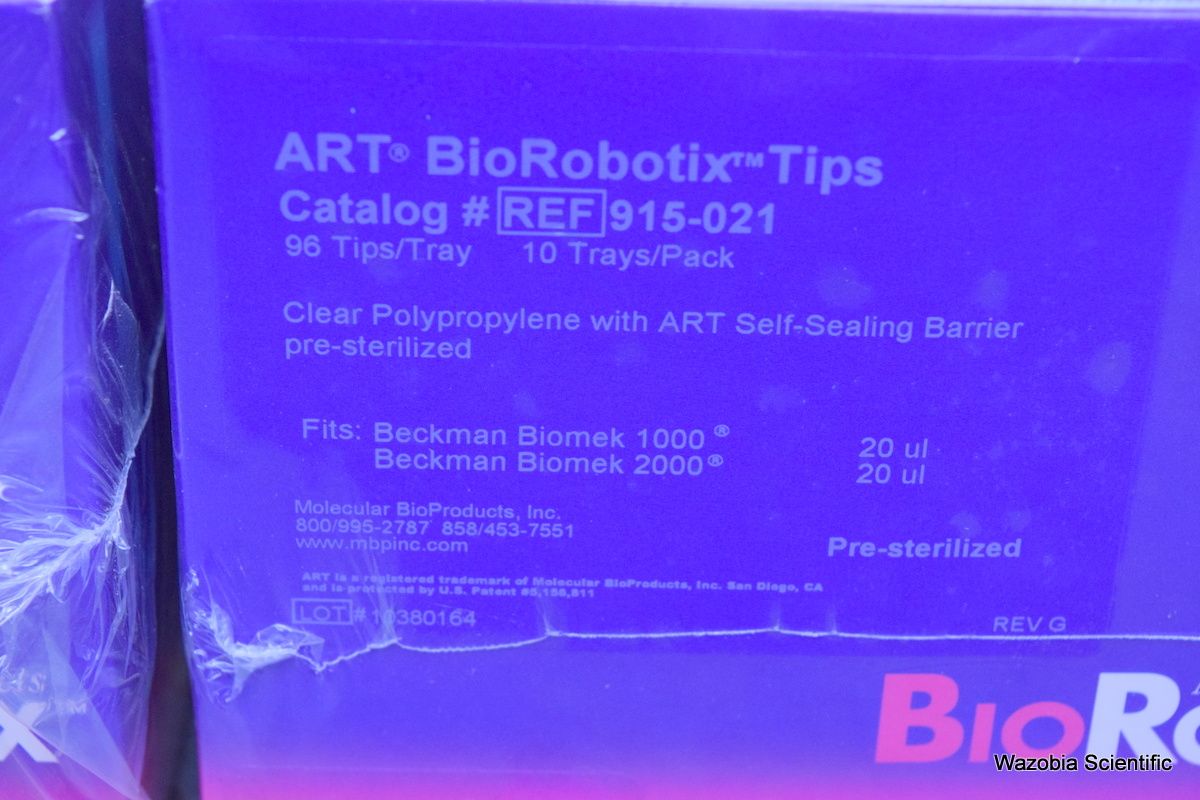 ART® BioRobotix™ Tips
Catalog # REF 915-021
96 Tips/Tray 10 Trays/Pack
Clear Polypropylene with ART Self-Sealing Barrier
pre-sterilized
Fits: Beckman Biomek 1000® 20 ul
Beckman Biomek 2000® 20 ul
Molecular BioProducts, Inc.
800/995-2787 858/453-7551
www.mbpinc.com
Pre-sterilized
ART is a registered trademark of Molecular BioProducts, Inc. San Diego, CA
and is protected by U.S. Patent #5,156,811
LOT # 10380164
REV G
BioRo
x™
Wazobia Scientific